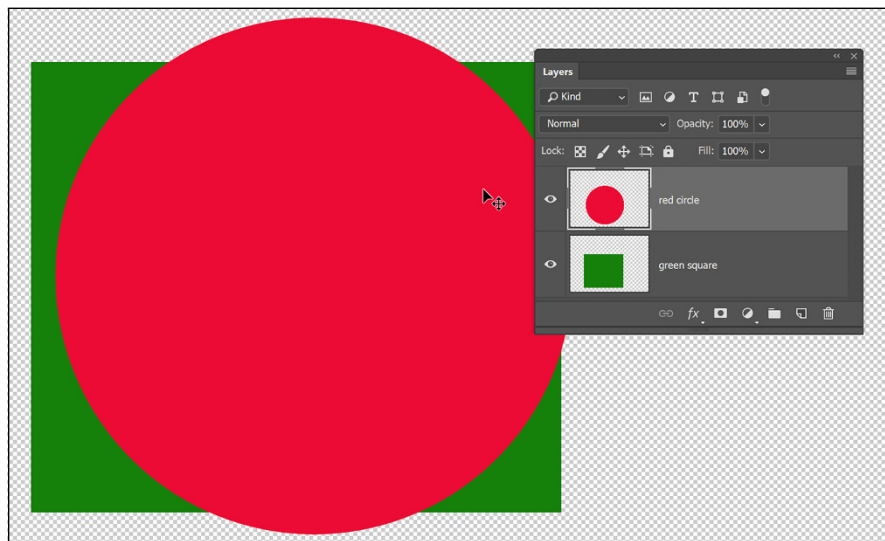 Layers
Kind
Normal Opacity: 100%
Lock: Fill: 100%
red circle
green square
fx